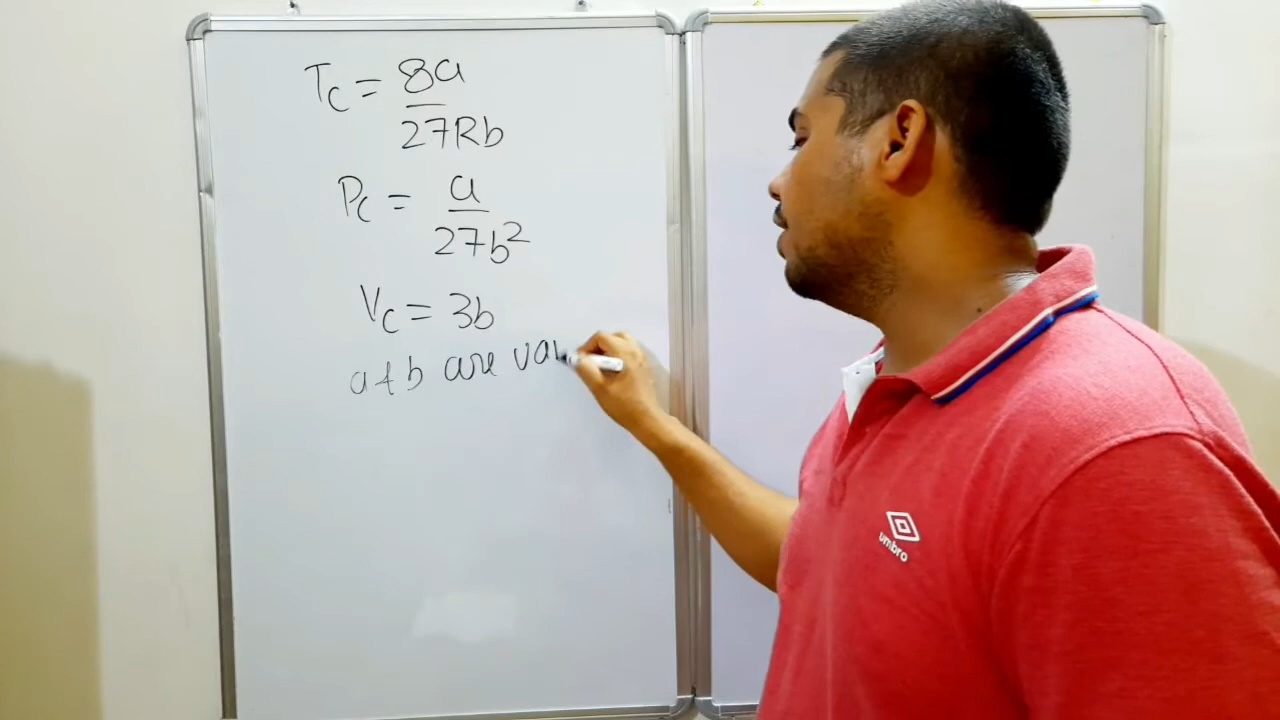 Tc = 8a
27Rb
Pc = a
27b²
Vc = 3b
a & b are va
umbro